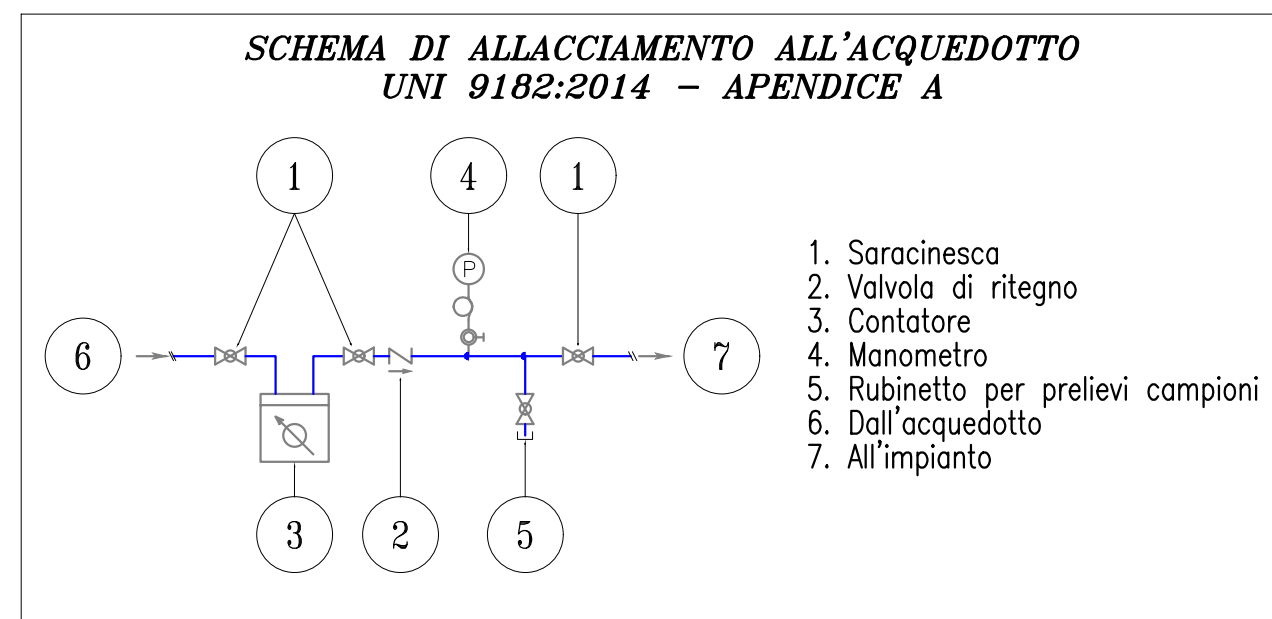 SCHEMA DI ALLACCIAMENTO ALL'ACQUEDOTTO
UNI 9182:2014 – APENDICE A
1
4
1
P
6
7
3
2
5
1. Saracinesca
2. Valvola di ritegno
3. Contatore
4. Manometro
5. Rubinetto per prelievi campioni
6. Dall'acquedotto
7. All'impianto